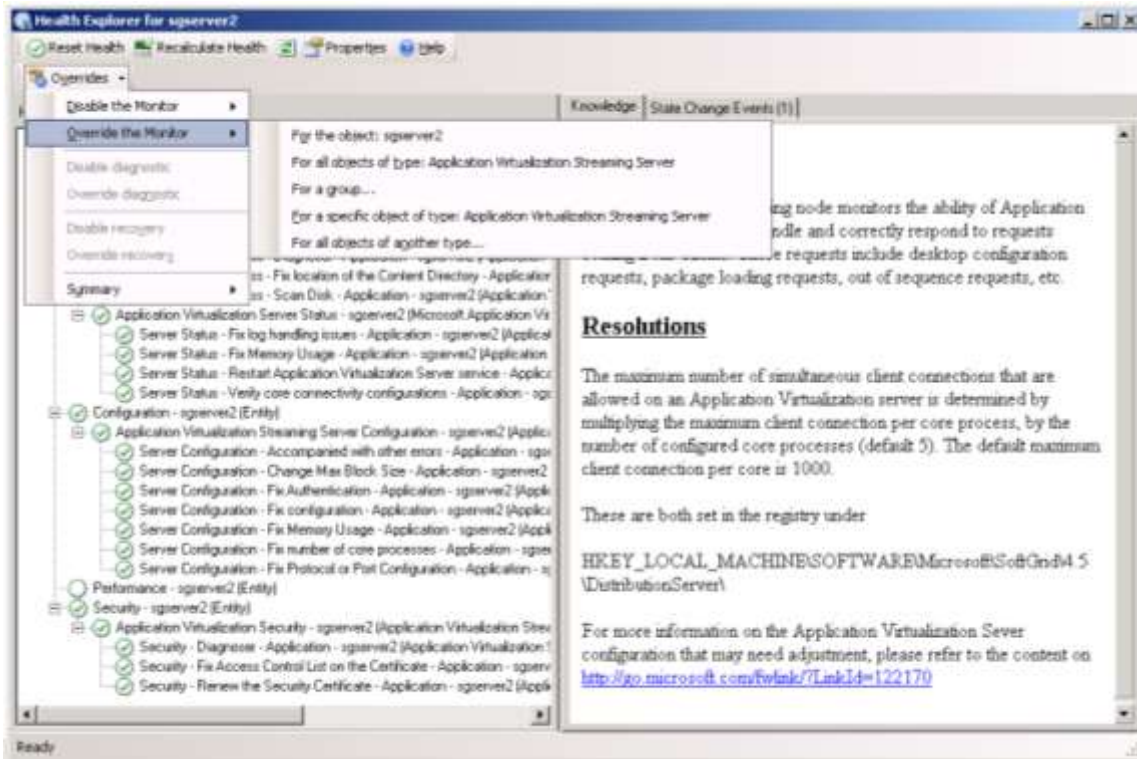 Health Explorer for sgserver2
Reset Health Recalculate Health Properties Help
Overrides
Disable the Monitor
Override the Monitor
Disable diagnostic
Override diagnostic
Disable recovery
Override recovery
Summary
For the object: sgserver2
For all objects of type: Application Virtualization Streaming Server
For a group...
For a specific object of type: Application Virtualization Streaming Server
For all objects of another type...
- Fix location of the Content Directory - Application
- Scan Disk - Application - sgserver2 (Application
Application Virtualization Server Status - sgserver2 (Microsoft Application Vir
Server Status - Fix log handling issues - Application - sgserver2 (Applicat
Server Status - Fix Memory Usage - Application - sgserver2 (Application
Server Status - Restart Application Virtualization Server service - Applica
Server Status - Verify core connectivity configurations - Application - sgs
Configuration - sgserver2 (Entity)
Application Virtualization Streaming Server Configuration - sgserver2 (Applic
Server Configuration - Accompanied with other errors - Application - sgse
Server Configuration - Change Max Block Size - Application - sgserver2
Server Configuration - Fix Authentication - Application - sgserver2 (Appli
Server Configuration - Fix configuration - Application - sgserver2 (Applica
Server Configuration - Fix Memory Usage - Application - sgserver2 (Appli
Server Configuration - Fix number of core processes - Application - sgse
Server Configuration - Fix Protocol or Port Configuration - Application - s
Performance - sgserver2 (Entity)
Security - sgserver2 (Entity)
Application Virtualization Security - sgserver2 (Application Virtualization Strea
Security - Diagnoser - Application - sgserver2 (Application Virtualization S
Security - Fix Access Control List on the Certificate - Application - sgserv
Security - Renew the Security Certificate - Application - sgserver2 (Appli
Knowledge State Change Events (1)
ing node monitors the ability of Application
ndle and correctly respond to requests
requests include desktop configuration
requests, package loading requests, out of sequence requests, etc.
Resolutions
The maximum number of simultaneous client connections that are
allowed on an Application Virtualization server is determined by
multiplying the maximum client connection per core process, by the
number of configured core processes (default 5). The default maximum
client connection per core is 1000.
These are both set in the registry under
HKEY_LOCAL_MACHINE\SOFTWARE\Microsoft\SoftGrid\4.5
\DistributionServer\
For more information on the Application Virtualization Sever
configuration that may need adjustment, please refer to the content on
http://go.microsoft.com/fwlink/?LinkId=122170
Ready